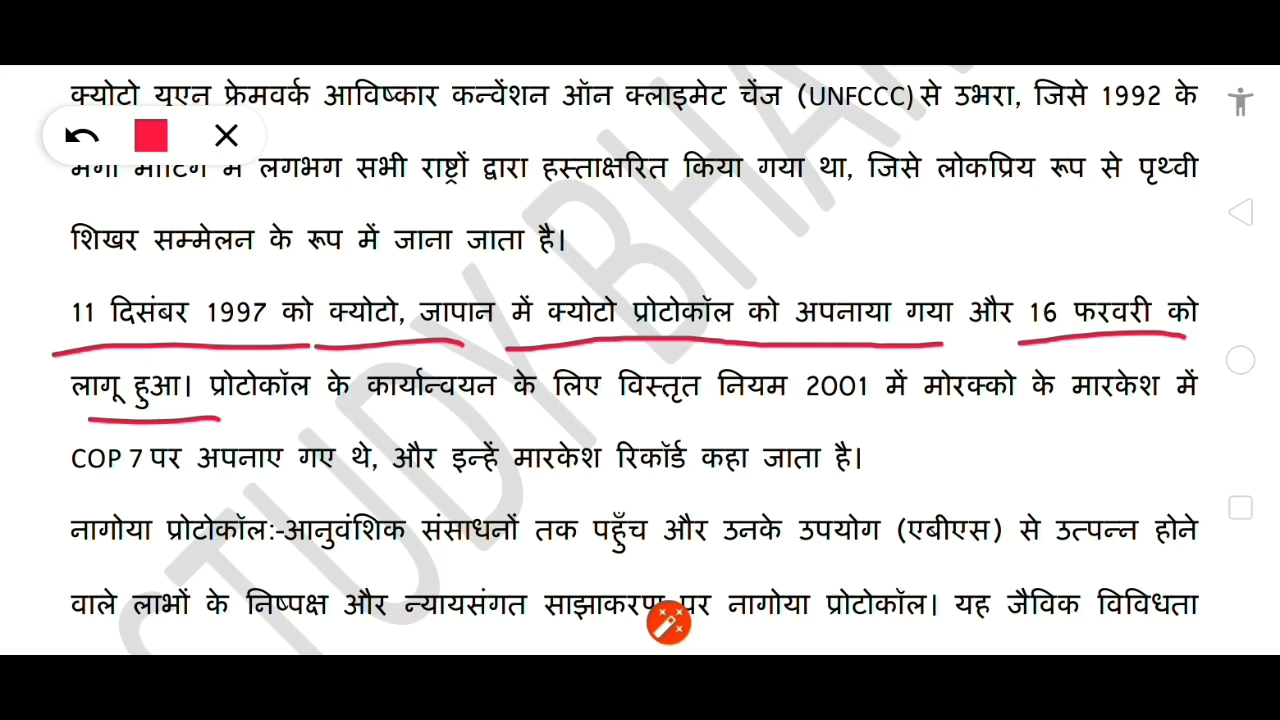 क्योटो यूएन फ्रेमवर्क आविष्कार कन्वेंशन ऑन क्लाइमेट चेंज (UNFCCC) से उभरा, जिसे 1992 के
में लगभग सभी राष्ट्रों द्वारा हस्ताक्षरित किया गया था, जिसे लोकप्रिय रूप से पृथ्वी
शिखर सम्मेलन के रूप में जाना जाता है।
11 दिसंबर 1997 को क्योटो, जापान में क्योटो प्रोटोकॉल को अपनाया गया और 16 फरवरी को
लागू हुआ। प्रोटोकॉल के कार्यान्वयन के लिए विस्तृत नियम 2001 में मोरक्को के मारकेश में
COP 7 पर अपनाए गए थे, और इन्हें मारकेश रिकॉर्ड कहा जाता है।
नागोया प्रोटोकॉल:-आनुवंशिक संसाधनों तक पहुँच और उनके उपयोग (एबीएस) से उत्पन्न होने
वाले लाभों के निष्पक्ष और न्यायसंगत साझाकरण पर नागोया प्रोटोकॉल। यह जैविक विविधता